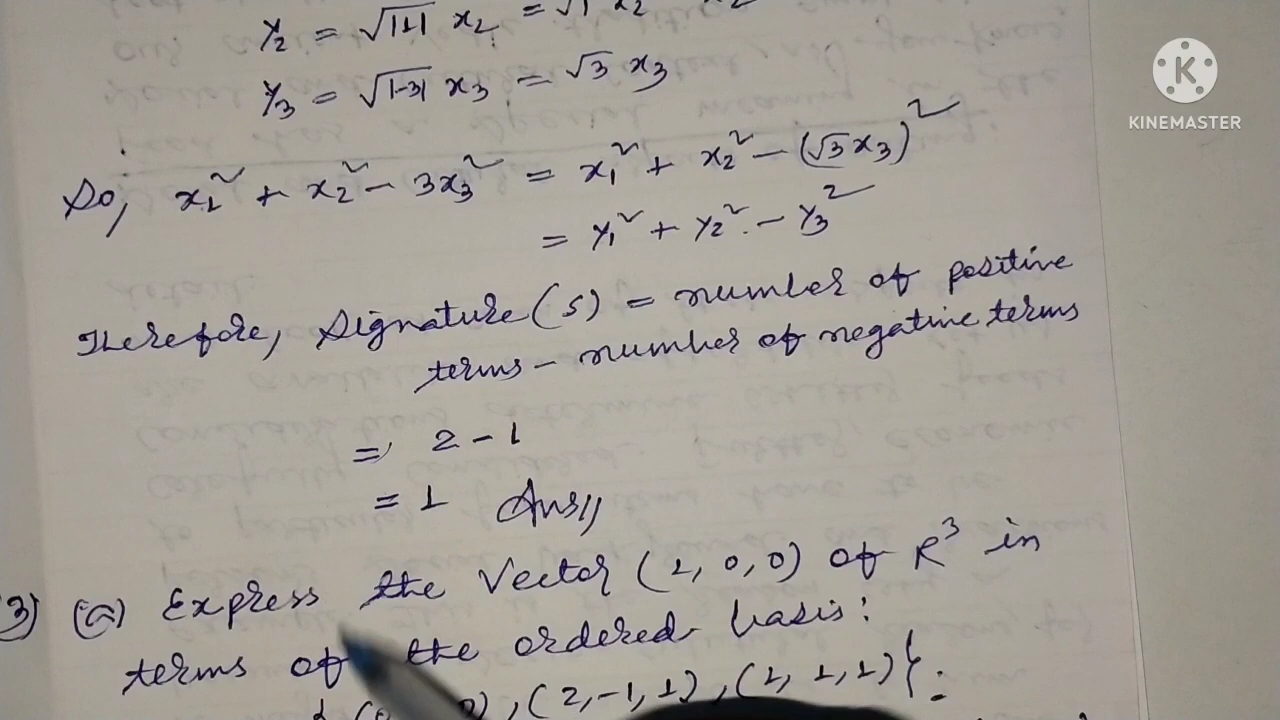 y₂ = √|1| x₂ = √1 x₂
y₃ = √|-3| x₃ = √3 x₃
KINEMASTER
So, x₁² + x₂² - 3x₃² = x₁² + x₂² - (√3 x₃)²
= y₁² + y₂² - y₃²
Therefore, Signature (s) = number of positive
terms - number of negative terms
= 2 - 1
= 1 Ans//
3) (a) Express the Vector (1, 0, 0) of R³ in
terms of the ordered basis:
, (2, -1, 1), (1, 1, 1)}.